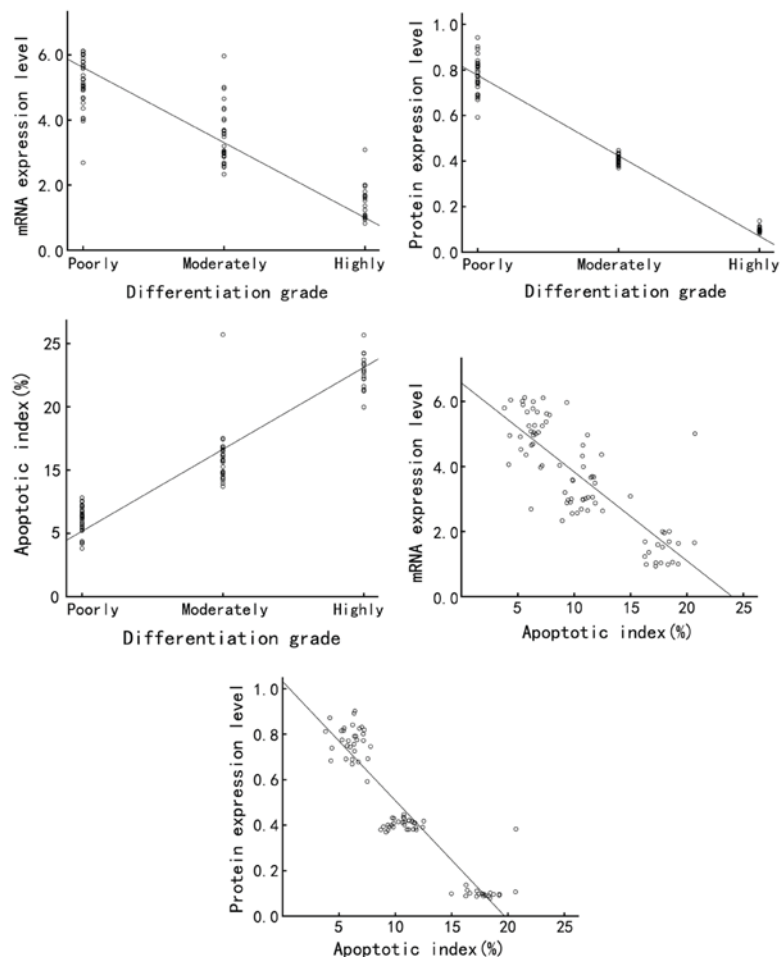 mRNA expression level
6.0
4.0
2.0
0.0
Poorly Moderately Highly
Differentiation grade
Protein expression level
1.0
0.8
0.6
0.4
0.2
0.0
Poorly Moderately Highly
Differentiation grade
Apoptotic index(%)
25
20
15
5
0
Poorly Moderately Highly
Differentiation grade
mRNA expression level
6.0
4.0
2.0
0.0
5 10 15 20 25
Apoptotic index(%)
Protein expression level
1.0
0.8
0.6
0.4
0.2
0.0
5 10 15 20 25
Apoptotic index(%)